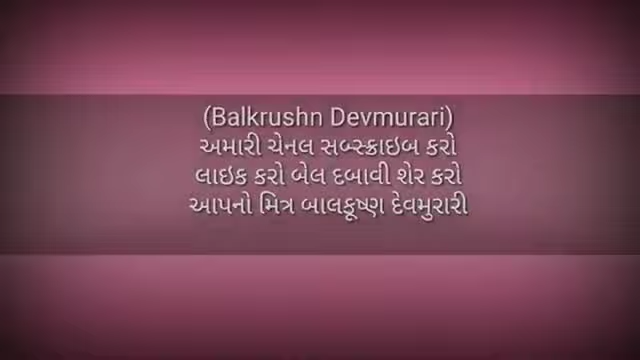 (Balkrushn Devmurari)
અમારી ચેનલ સબ્સ્ક્રાઇબ કરો
લાઇક કરો બેલ દબાવી શેર કરો
આપનો મિત્ર બાલકૃષ્ણ દેવમુરારી